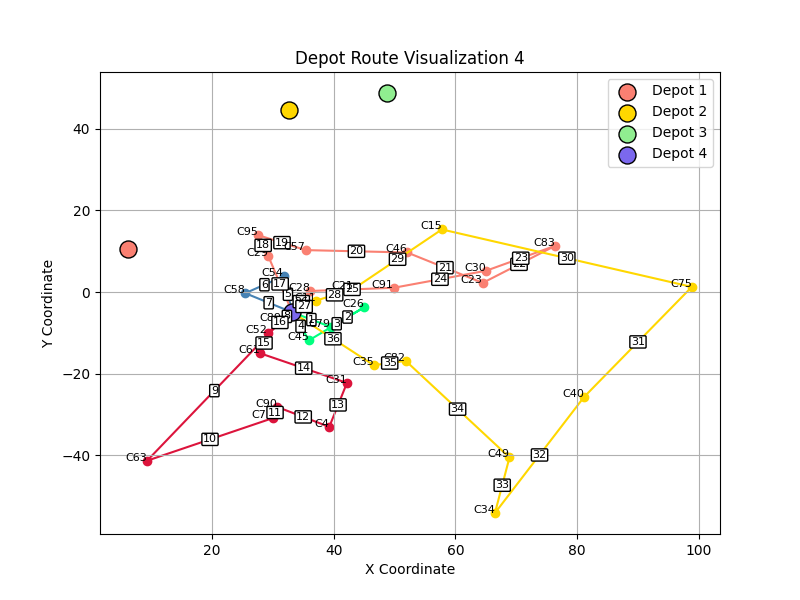 Depot Route Visualization 4
Depot 1
Depot 2
Depot 3
Depot 4
Y Coordinate
40
20
0
−20
−40
20
40
60
80
100
X Coordinate
C95
18
19
C57
20
C46
29
C15
21
C30
C23
24
23
C83
30
C75
C54
6
17
5
C58
7
C28
27
28
25
C91
C26
1
3
2
4
C45
16
C52
15
C61
36
14
C31
C35
35
13
9
C90
C7
11
12
C4
10
C63
34
31
C40
C49
33
32
C34